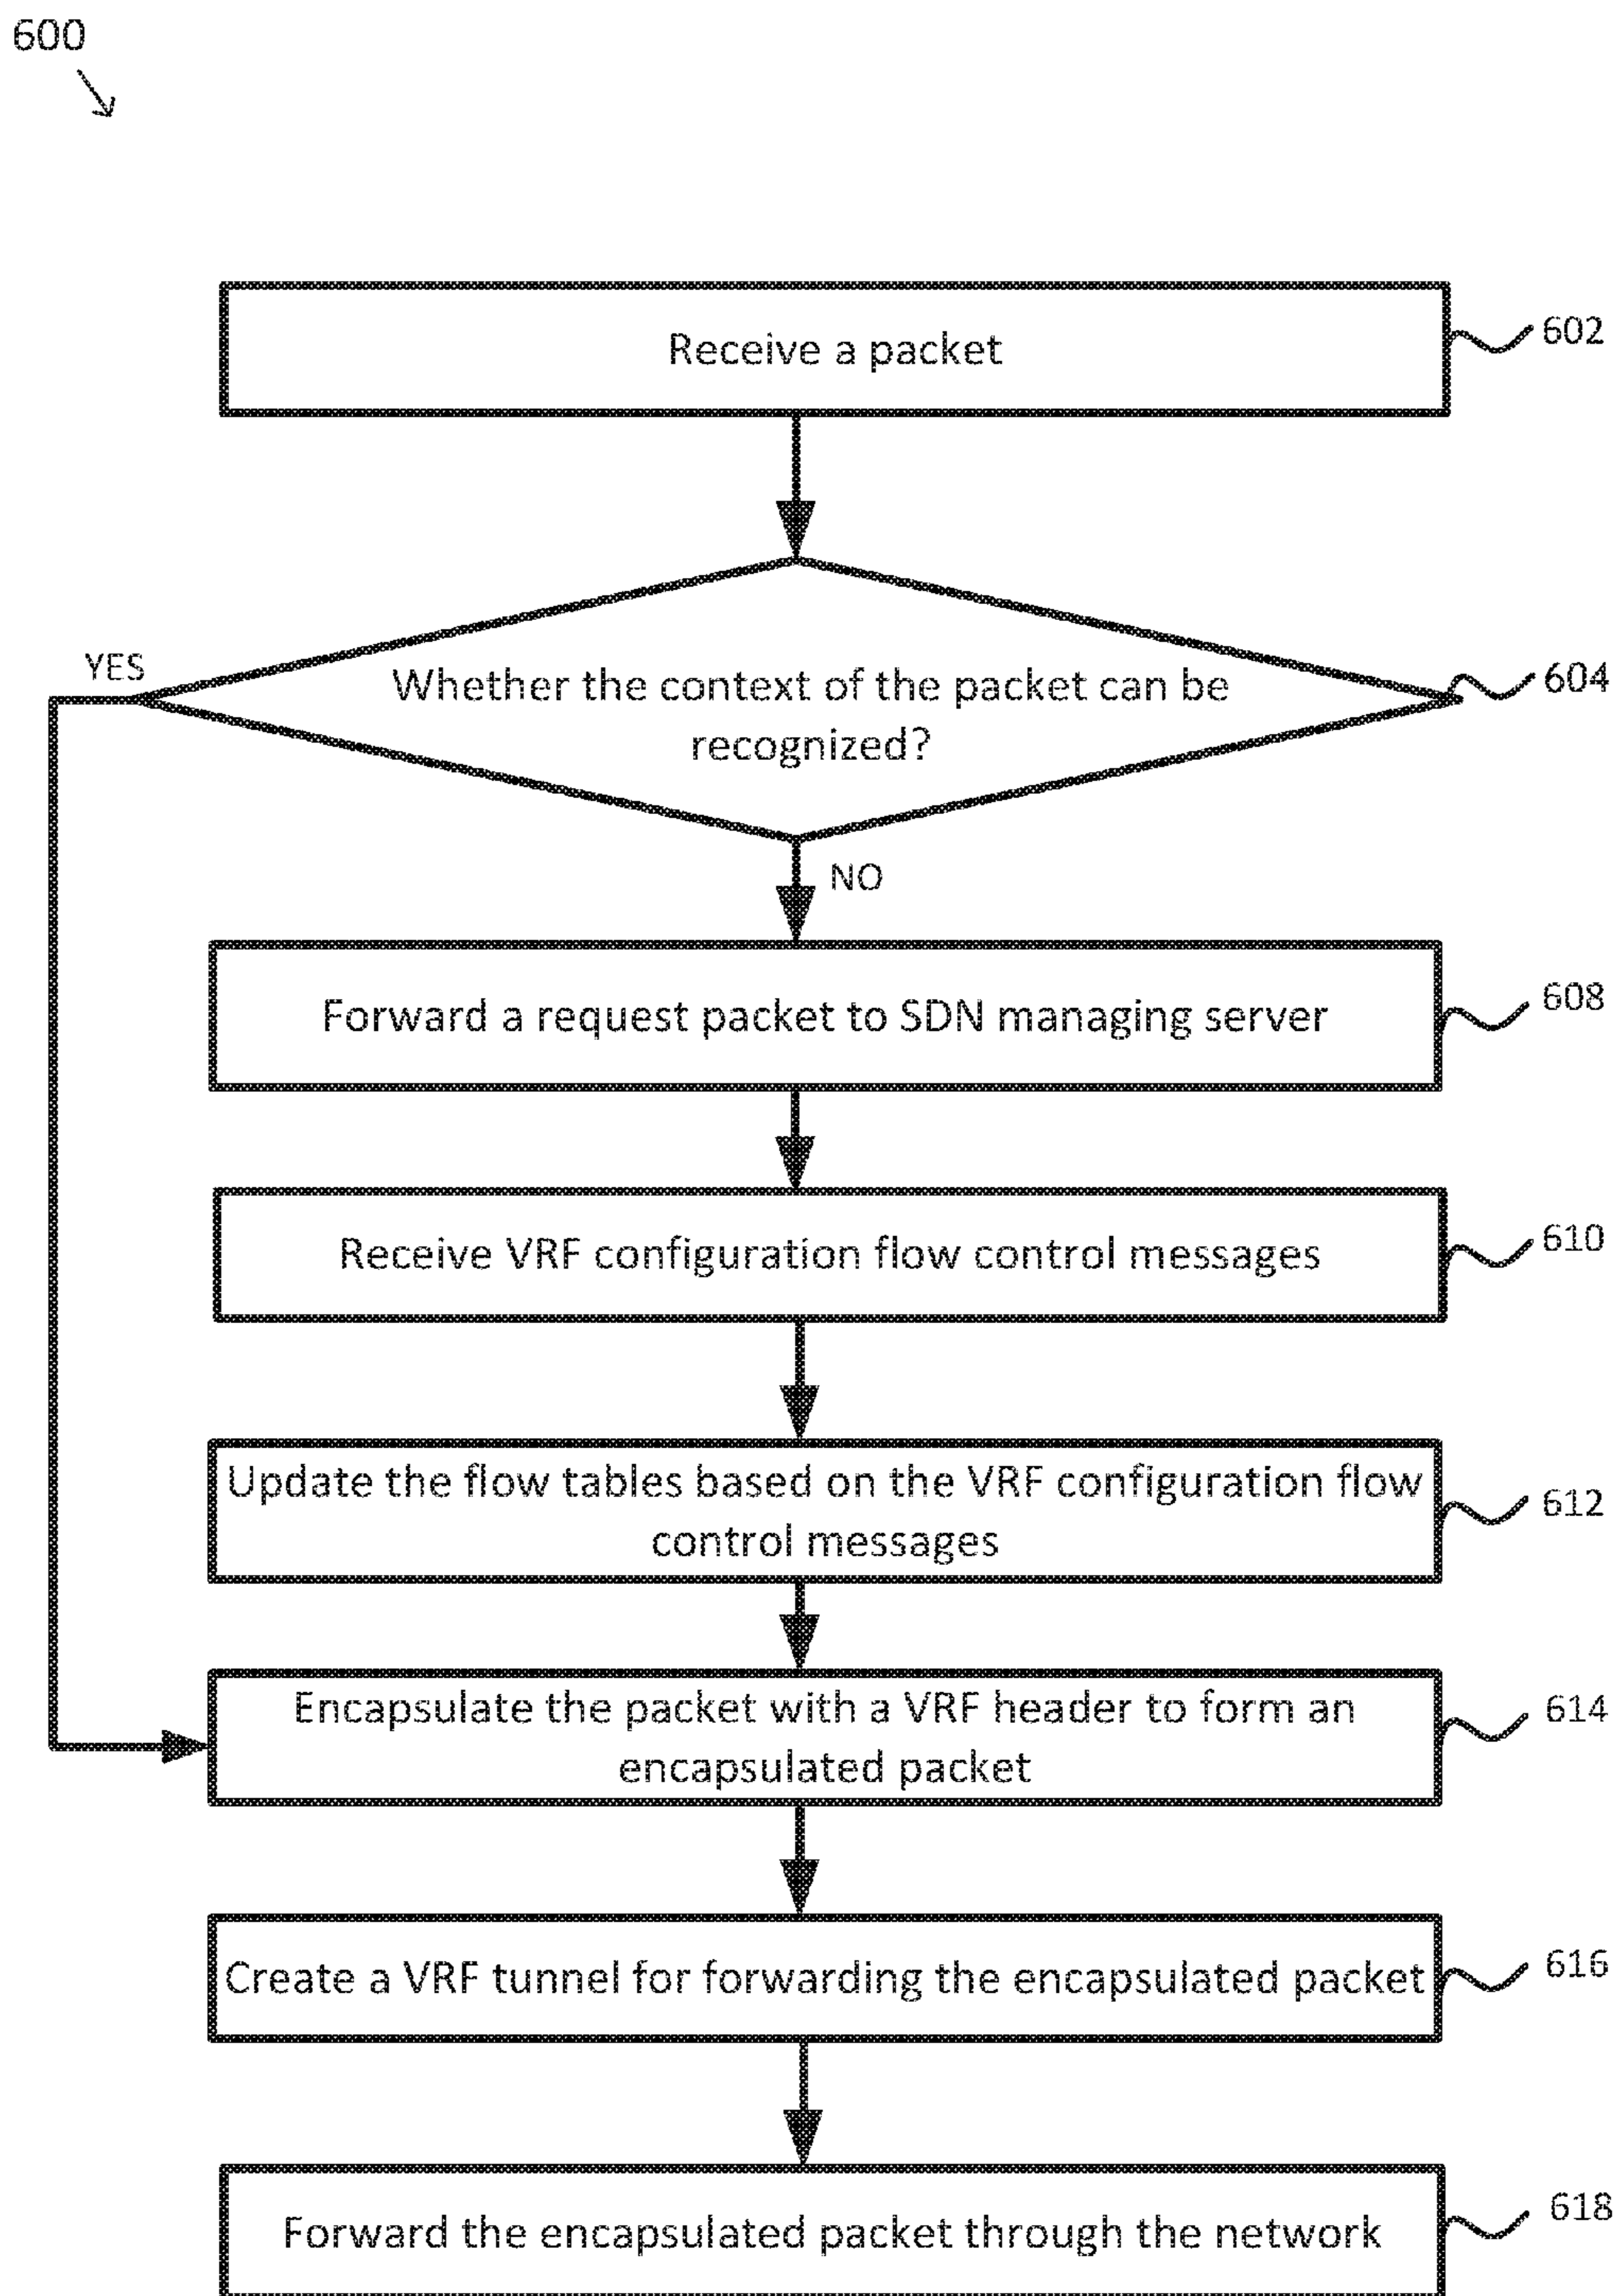 600
Receive a packet
602
YES
Whether the context of the packet can be
recognized?
604
NO
Forward a request packet to SDN managing server
608
Receive VRF configuration flow control messages
610
Update the flow tables based on the VRF configuration flow
control messages
612
Encapsulate the packet with a VRF header to form an
encapsulated packet
614
Create a VRF tunnel for forwarding the encapsulated packet
616
Forward the encapsulated packet through the network
618